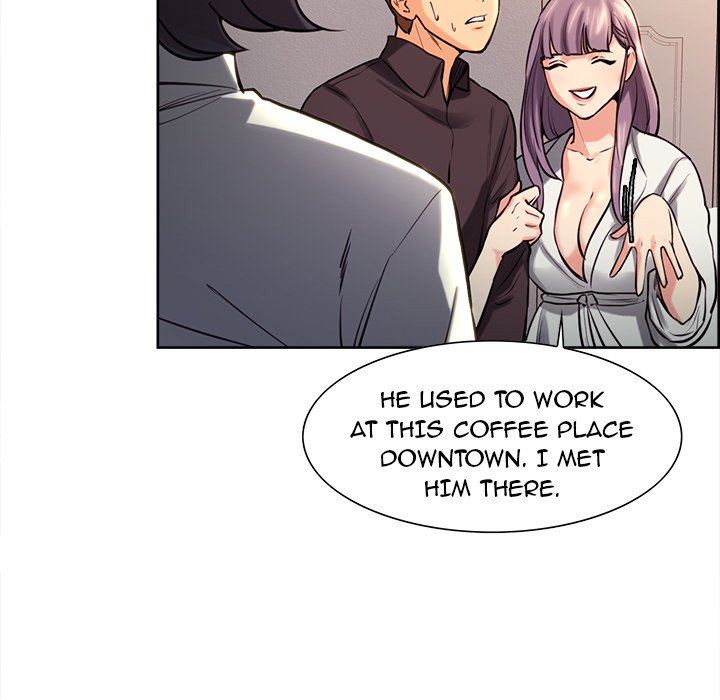 HE USED TO WORK
AT THIS COFFEE PLACE
DOWNTOWN. I MET
HIM THERE.